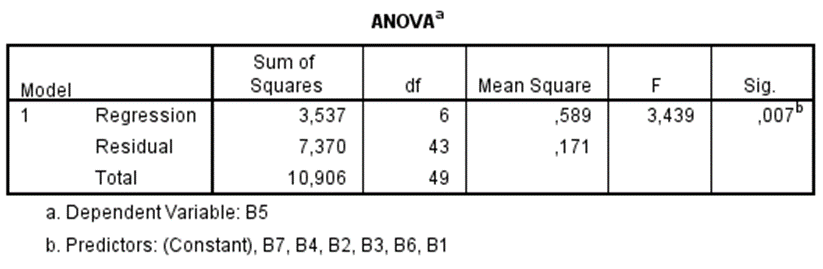 ANOVAa
Model Sum of Squares df Mean Square F Sig.
1 Regression 3,537 6 ,589 3,439 ,007b
Residual 7,370 43 ,171
Total 10,906 49
a. Dependent Variable: B5
b. Predictors: (Constant), B7, B4, B2, B3, B6, B1